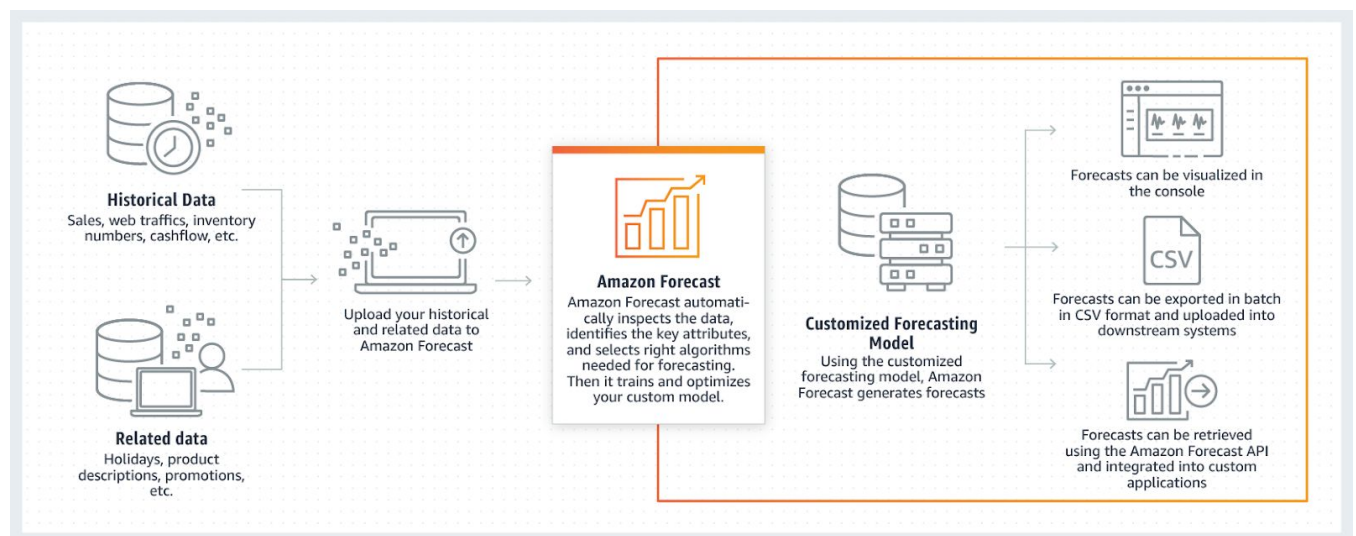 Historical Data
Sales, web traffics, inventory
numbers, cashflow, etc.
Related data
Holidays, product
descriptions, promotions,
etc.
Upload your historical
and related data to
Amazon Forecast
Amazon Forecast
Amazon Forecast automati-
cally inspects the data,
identifies the key attributes,
and selects right algorithms
needed for forecasting.
Then it trains and optimizes
your custom model.
Customized Forecasting
Model
Using the customized
forecasting model, Amazon
Forecast generates forecasts
Forecasts can be visualized in
the console
CSV
Forecasts can be exported in batch
in CSV format and uploaded into
downstream systems
Forecasts can be retrieved
using the Amazon Forecast API
and integrated into custom
applications